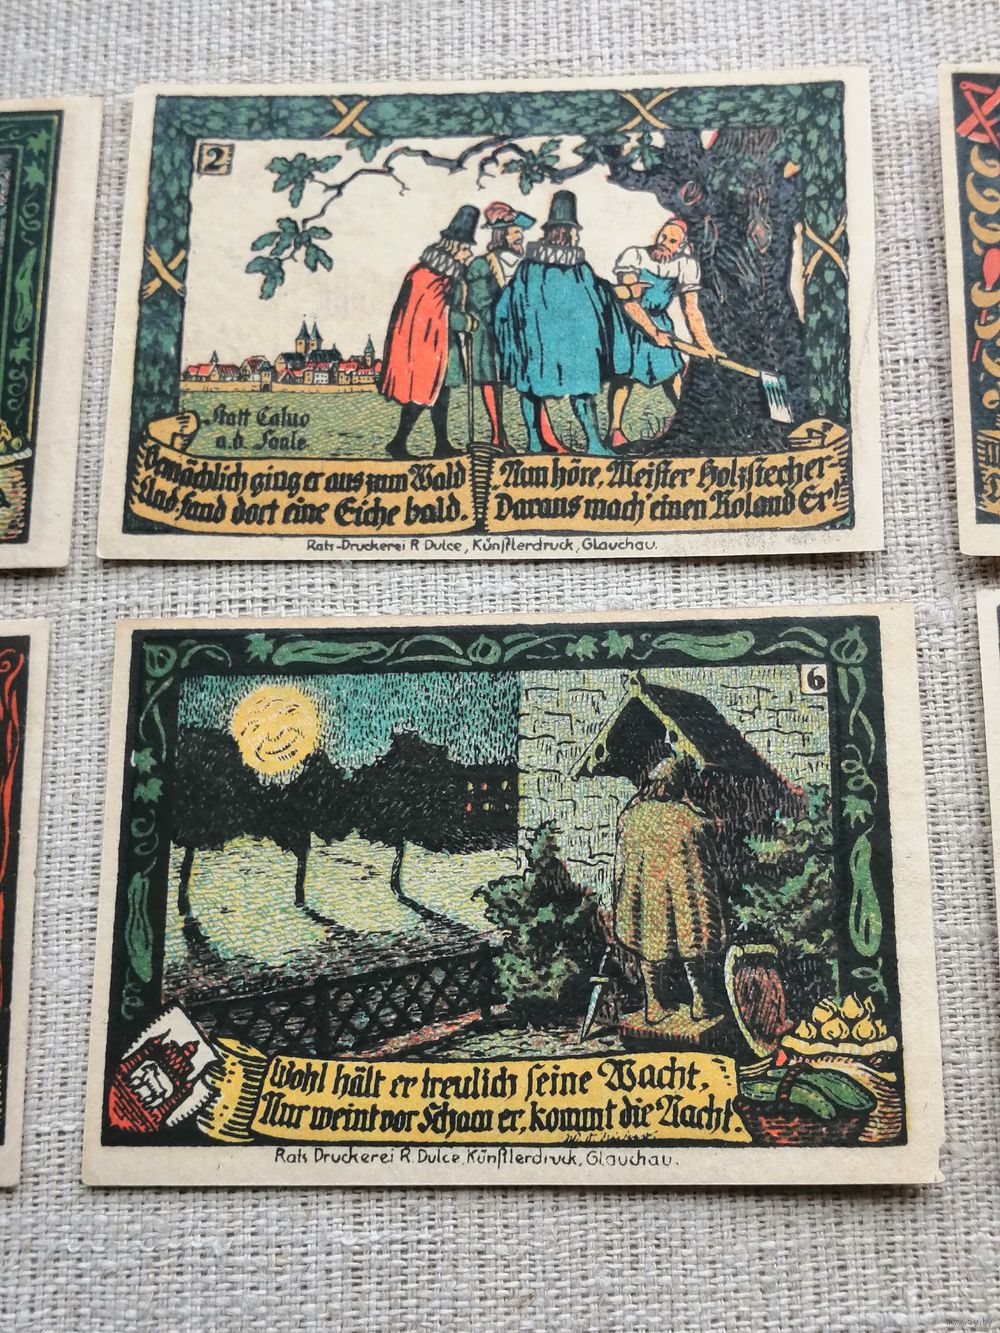 2
Statt Calwo
a.d. Saale
Gemächlich ging er aus zum Wald
Und fand dort eine Eiche bald.
„Nun höre, Meister Holzstecher-
Daraus mach' einen Roland Er!
Rats-Druckerei R. Dulce, Künstlerdruck, Glauchau.
6
Wohl hält er treulich seine Wacht,
Nur weint vor Scham er, kommt die Nacht.
Rats Druckerei R. Dulce, Künstlerdruck, Glauchau.